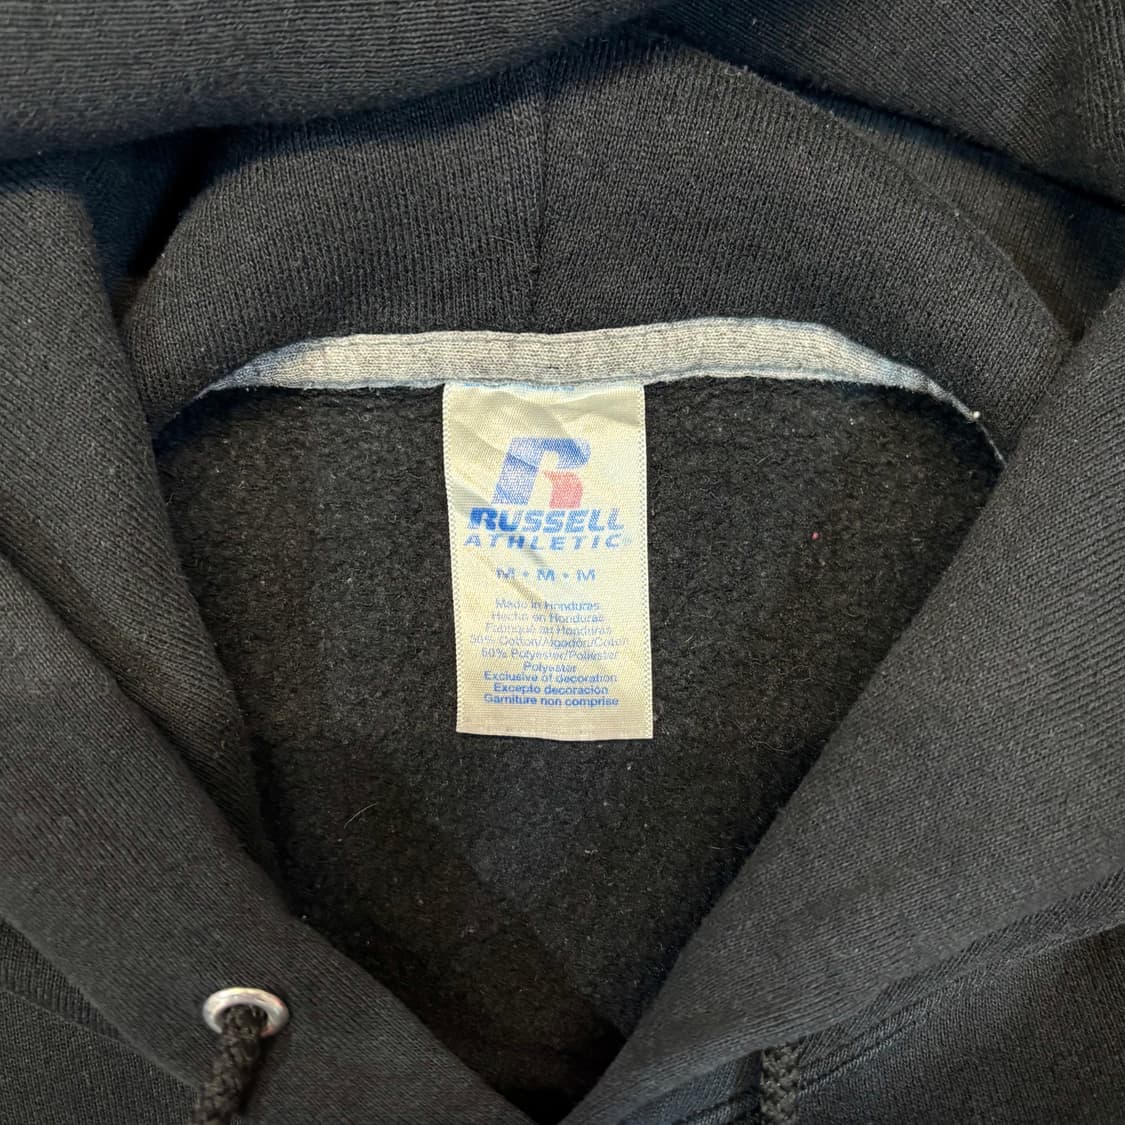 R
RUSSELL
ATHLETIC
M • M • M
Made in Honduras
Hecho en Honduras
Fabriqué au Honduras
50% Cotton/Algodón/Coton
50% Polyester/Poliéster
Polyester
Exclusive of decoration
Excepto decoración
Garniture non comprise